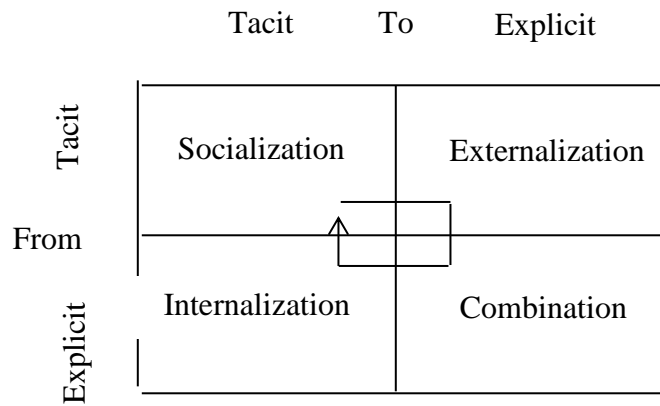 Tacit To Explicit
Tacit
Socialization Externalization
From
Internalization Combination
Explicit